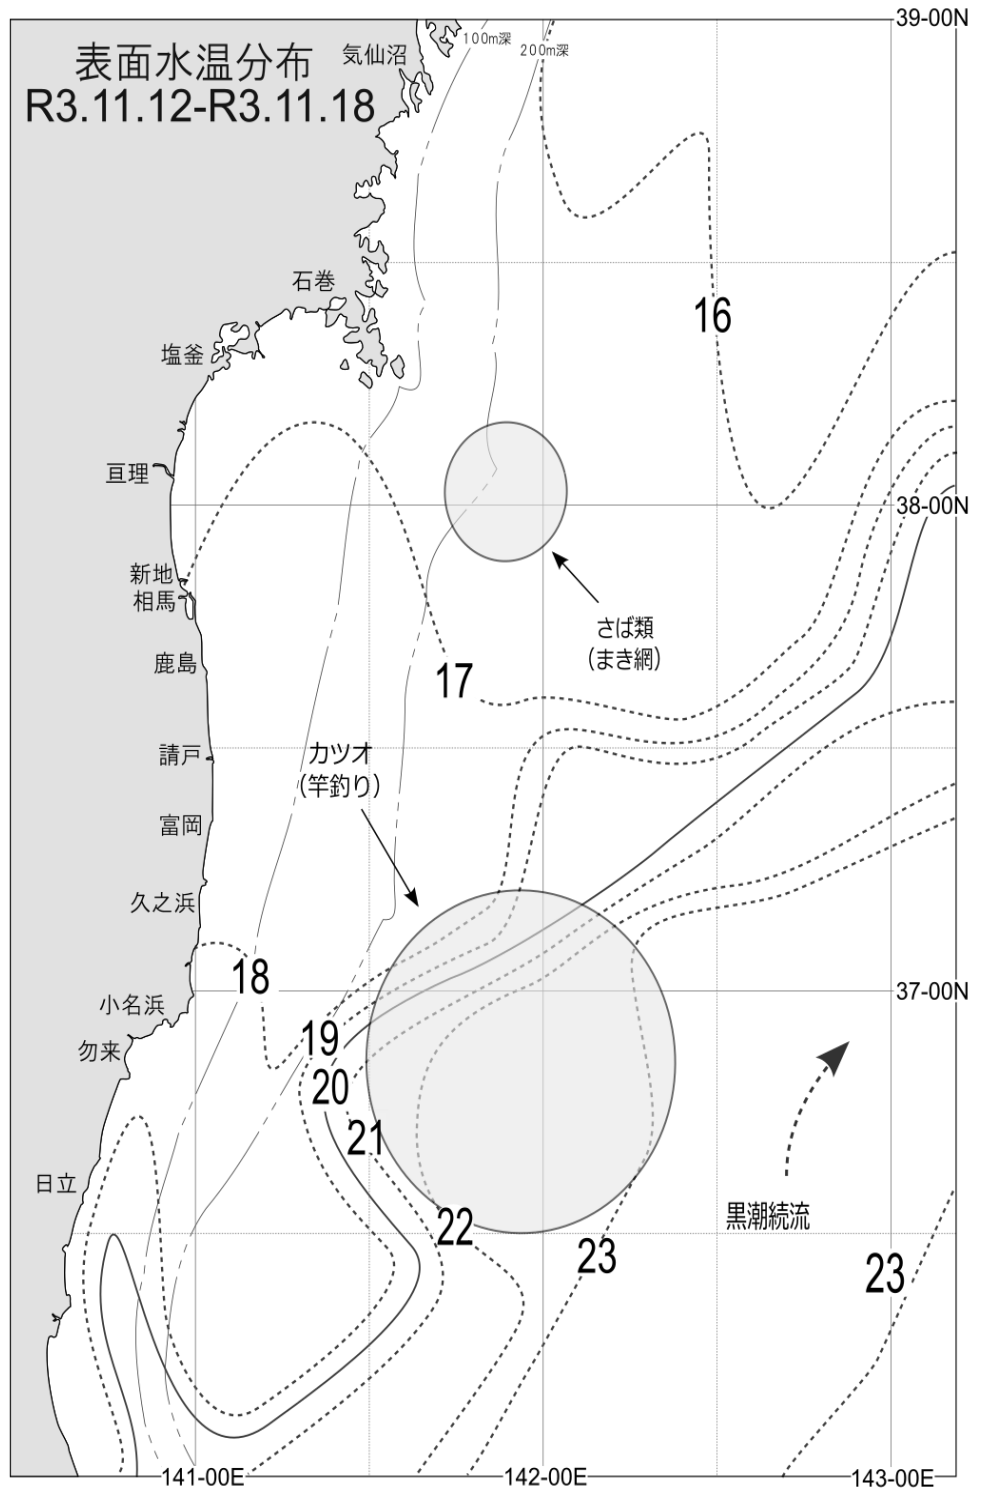 39-00N
100m深
200m深
表面水温分布
気仙沼
R3.11.12-R3.11.18
石巻
16
塩釜
亘理
38-00N
新地
相馬
さば類
(まき網)
鹿島
17
請戸
カツオ
(竿釣り)
富岡
久之浜
18
37-00N
小名浜
19
勿来
20
21
日立
黒潮続流
22
23
23
141-00E
142-00E
143-00E